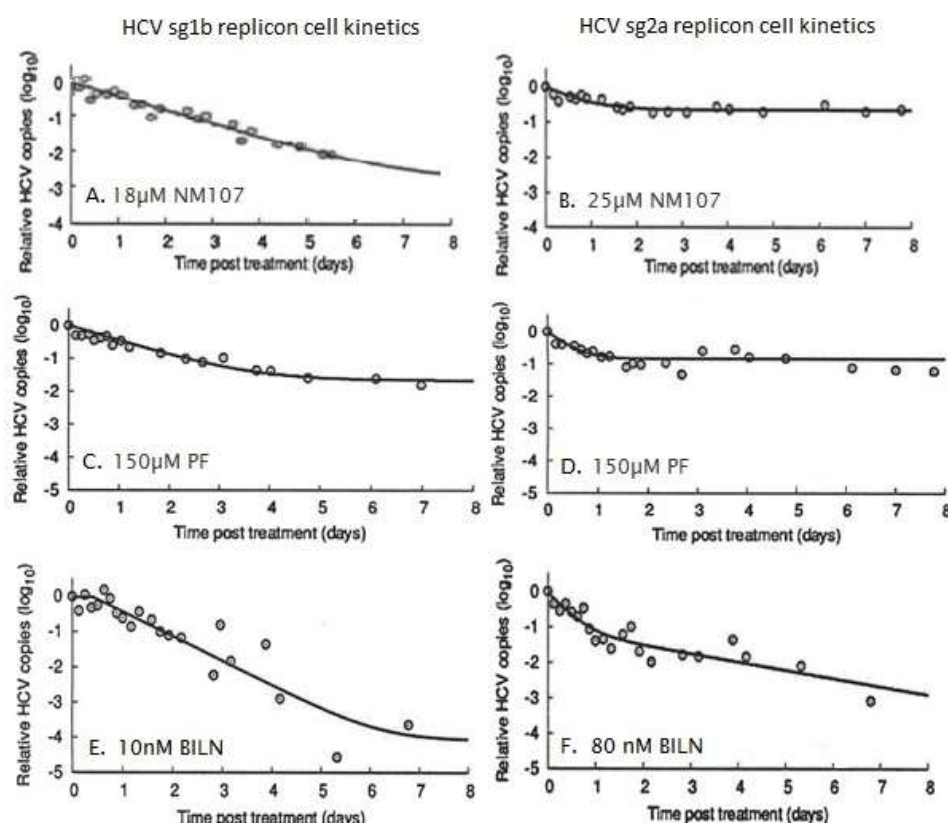 HCV sg1b replicon cell kinetics
HCV sg2a replicon cell kinetics
Relative HCV copies (log10)
0
-1
-2
-3
-4
A. 18µM NM107
0 1 2 3 4 5 6 7 8
Time post treatment (days)
Relative HCV copies (log10)
0
-1
-2
-3
-4
B. 25µM NM107
0 1 2 3 4 5 6 7 8
Time post treatment (days)
Relative HCV copies (log10)
0
-1
-2
-3
-4
-5
C. 150µM PF
0 1 2 3 4 5 6 7 8
Time post treatment (days)
Relative HCV copies (log10)
0
-1
-2
-3
-4
-5
D. 150µM PF
0 1 2 3 4 5 6 7 8
Time post treatment (days)
Relative HCV copies (log10)
0
-1
-2
-3
-4
-5
E. 10nM BILN
0 1 2 3 4 5 6 7 8
Time post treatment (days)
Relative HCV copies (log10)
0
-1
-2
-3
-4
-5
F. 80 nM BILN
0 1 2 3 4 5 6 7 8
Time post treatment (days)